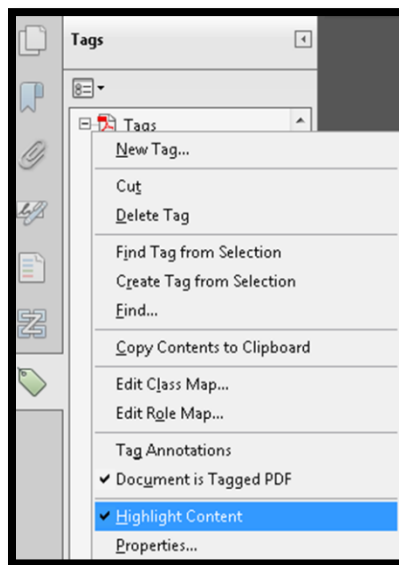 Tags
Tags
New Tag...
Cut
Delete Tag
Find Tag from Selection
Create Tag from Selection
Find...
Copy Contents to Clipboard
Edit Class Map...
Edit Role Map...
Tag Annotations
Document is Tagged PDF
Highlight Content
Properties...